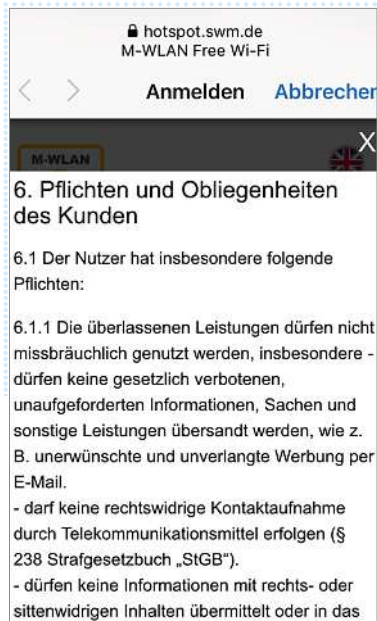 hotspot.swm.de
M-WLAN Free Wi-Fi
Anmelden Abbrechen
X
M-WLAN
6. Pflichten und Obliegenheiten
des Kunden
6.1 Der Nutzer hat insbesondere folgende
Pflichten:
6.1.1 Die überlassenen Leistungen dürfen nicht
missbräuchlich genutzt werden, insbesondere -
dürfen keine gesetzlich verbotenen,
unaufgeforderten Informationen, Sachen und
sonstige Leistungen übersandt werden, wie z.
B. unerwünschte und unverlangte Werbung per
E-Mail.
- darf keine rechtswidrige Kontaktaufnahme
durch Telekommunikationsmittel erfolgen (§
238 Strafgesetzbuch „StGB“).
- dürfen keine Informationen mit rechts- oder
sittenwidrigen Inhalten übermittelt oder in das